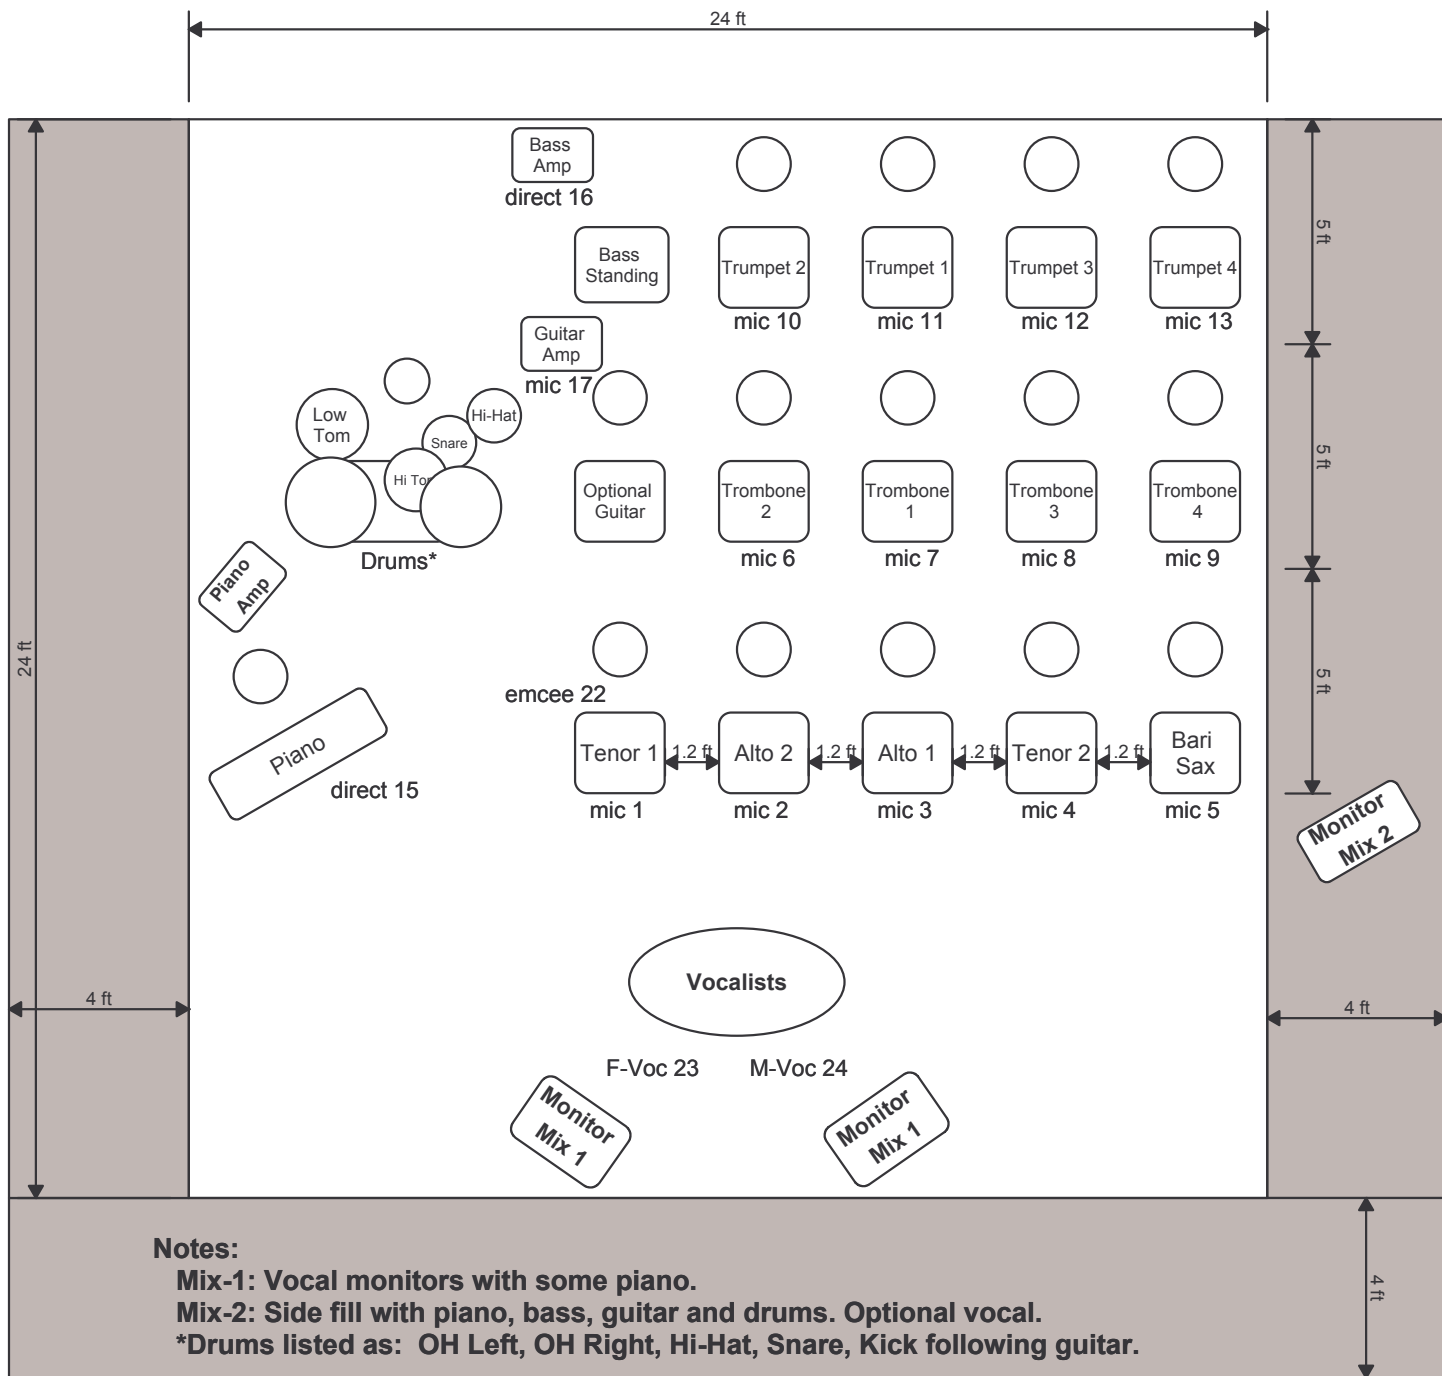 24 ft
Bass
Amp
direct 16
Bass
Standing
Trumpet 2
Trumpet 1
Trumpet 3
Trumpet 4
5 ft
mic 10
mic 11
mic 12
mic 13
Guitar
Amp
mic 17
Low
Tom
Hi-Hat
Snare
Hi Tom
Drums*
Optional
Guitar
Trombone
2
Trombone
1
Trombone
3
Trombone
4
5 ft
mic 6
mic 7
mic 8
mic 9
Piano
Amp
24 ft
emcee 22
5 ft
Piano
direct 15
Tenor 1
1.2 ft
Alto 2
1.2 ft
Alto 1
1.2 ft
Tenor 2
1.2 ft
Bari
Sax
mic 1
mic 2
mic 3
mic 4
mic 5
Monitor
Mix 2
Vocalists
4 ft
4 ft
F-Voc 23
M-Voc 24
Monitor
Mix 1
Monitor
Mix 1
Notes:
Mix-1: Vocal monitors with some piano.
Mix-2: Side fill with piano, bass, guitar and drums. Optional vocal.
*Drums listed as: OH Left, OH Right, Hi-Hat, Snare, Kick following guitar.
4 ft